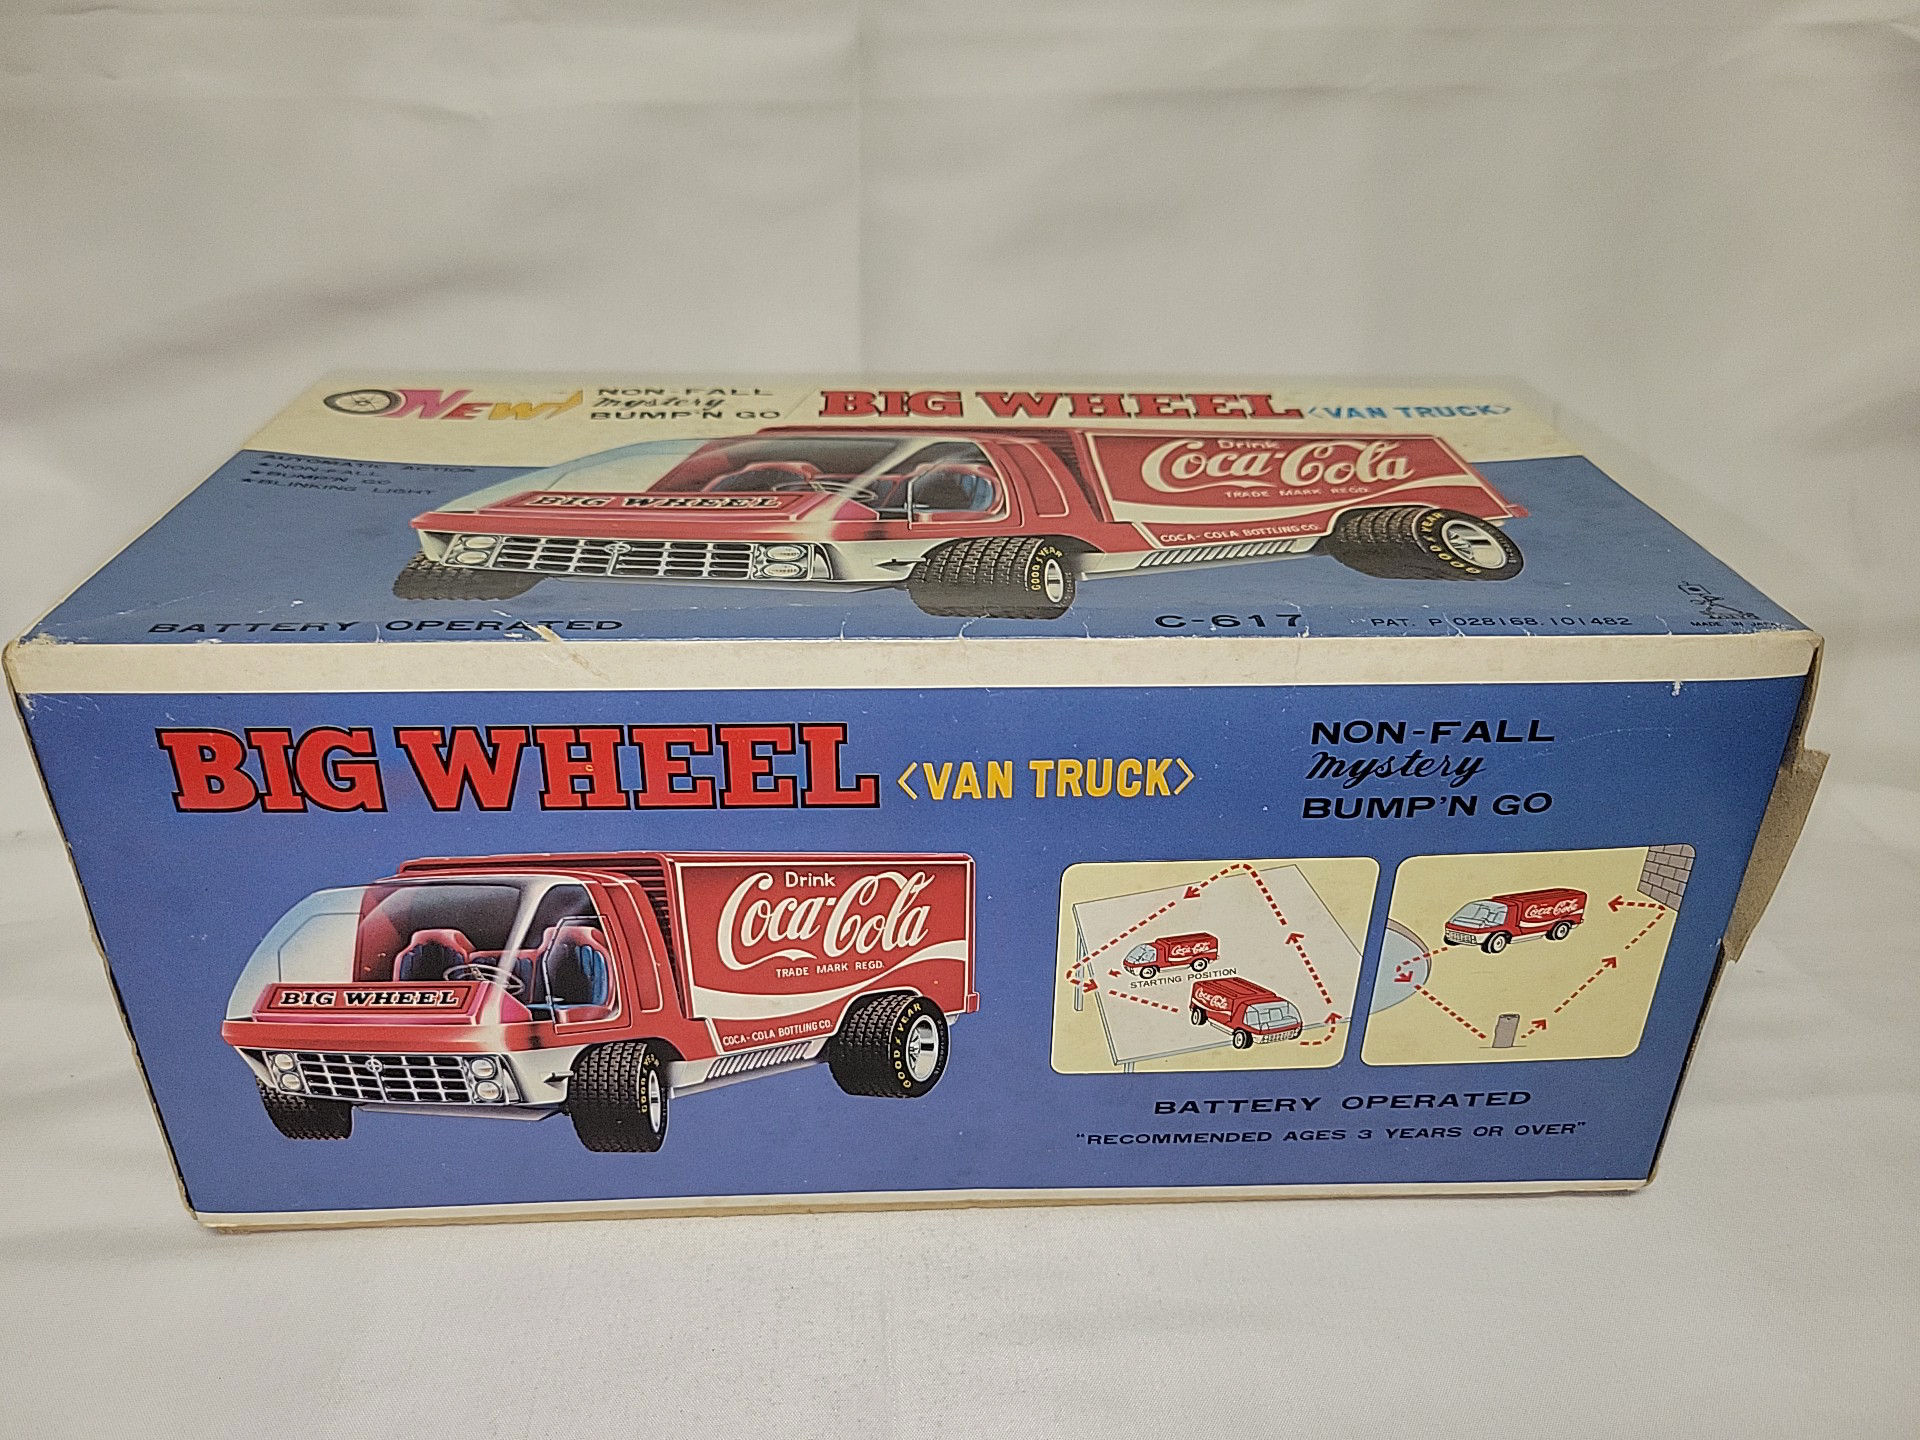 NEW!
NON-FALL
mystery
BUMP'N GO
BIG WHEEL <VAN TRUCK>
AUTOMATIC ACTION
★NON-FALL
★BUMP'N GO
★BLINKING LIGHT
BIG WHEEL
Drink
Coca-Cola
TRADE MARK REGD.
COCA-COLA BOTTLING CO.
GOOD YEAR
GOOD YEAR
BATTERY OPERATED
C-617
PAT. P 028168.101482
MADE IN JAPAN
BIG WHEEL <VAN TRUCK>
NON-FALL
mystery
BUMP'N GO
BIG WHEEL
Drink
Coca-Cola
TRADE MARK REGD.
COCA-COLA BOTTLING CO.
GOOD YEAR
GOOD YEAR
Coca-Cola
STARTING POSITION
Coca-Cola
Coca-Cola
BATTERY OPERATED
"RECOMMENDED AGES 3 YEARS OR OVER"